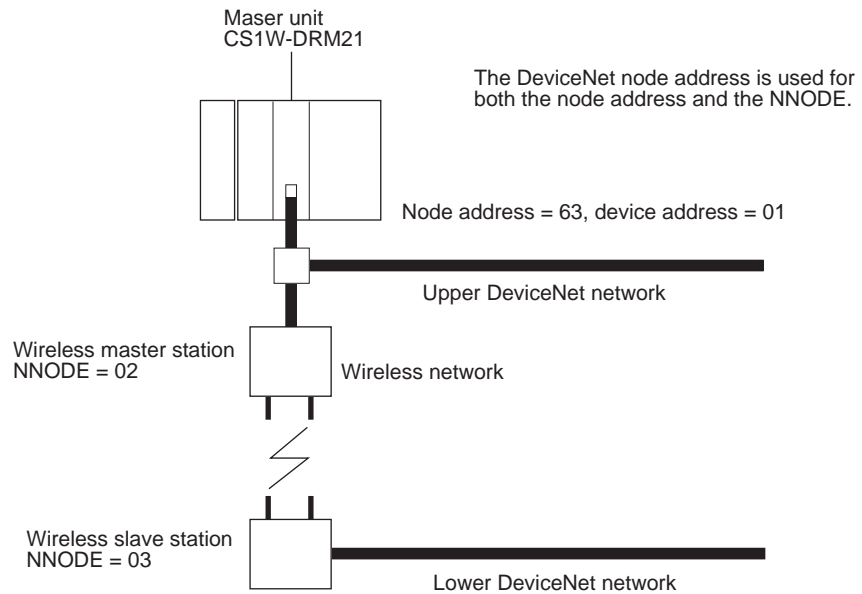 Maser unit
CS1W-DRM21
The DeviceNet node address is used for
both the node address and the NNODE.
Node address = 63, device address = 01
Upper DeviceNet network
Wireless master station
NNODE = 02
Wireless network
Wireless slave station
NNODE = 03
Lower DeviceNet network